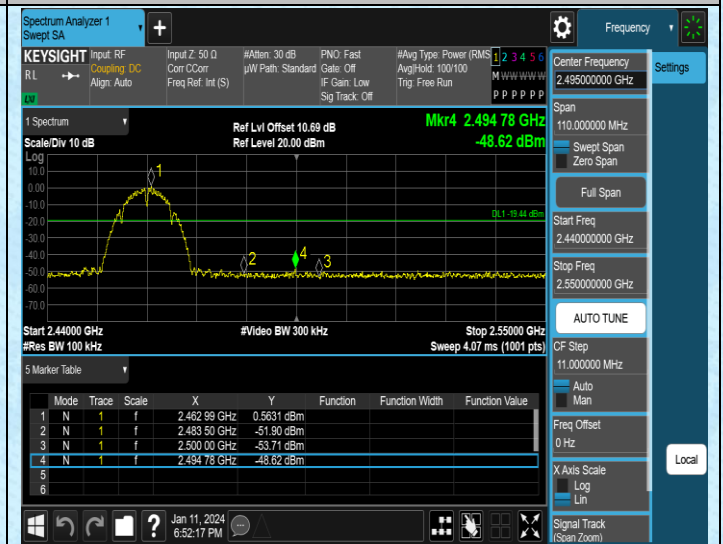 Spectrum Analyzer 1
Swept SA
Frequency
KEYSIGHT
RL
LXI
Input: RF
Coupling: DC
Align: Auto
Input Z: 50 Ω
Corr CCorr
Freq Ref: Int (S)
#Atten: 30 dB
µW Path: Standard
PNO: Fast
Gate: Off
IF Gain: Low
Sig Track: Off
#Avg Type: Power (RMS
Avg|Hold: 100/100
Trig: Free Run
1 2 3 4 5 6
M W W W W W
P P P P P P
1 Spectrum
Scale/Div 10 dB
Log
Ref Lvl Offset 10.69 dB
Ref Level 20.00 dBm
Mkr4 2.494 78 GHz
-48.62 dBm
10.0
0.00
-10.0
-20.0
-30.0
-40.0
-50.0
-60.0
-70.0
1
2
4
3
DL1 -19.44 dBm
Start 2.44000 GHz
#Video BW 300 kHz
Stop 2.55000 GHz
#Res BW 100 kHz
Sweep 4.07 ms (1001 pts)
5 Marker Table
Mode Trace Scale X Y Function Function Width Function Value
1 N 1 f 2.462 99 GHz 0.5631 dBm
2 N 1 f 2.483 50 GHz -51.90 dBm
3 N 1 f 2.500 00 GHz -53.71 dBm
4 N 1 f 2.494 78 GHz -48.62 dBm
5
6
?
Jan 11, 2024
6:52:17 PM
Center Frequency
2.495000000 GHz
Settings
Span
110.000000 MHz
Swept Span
Zero Span
Full Span
Start Freq
2.440000000 GHz
Stop Freq
2.550000000 GHz
AUTO TUNE
CF Step
11.000000 MHz
Auto
Man
Freq Offset
0 Hz
X Axis Scale
Log
Lin
Local
Signal Track
(Span Zoom)